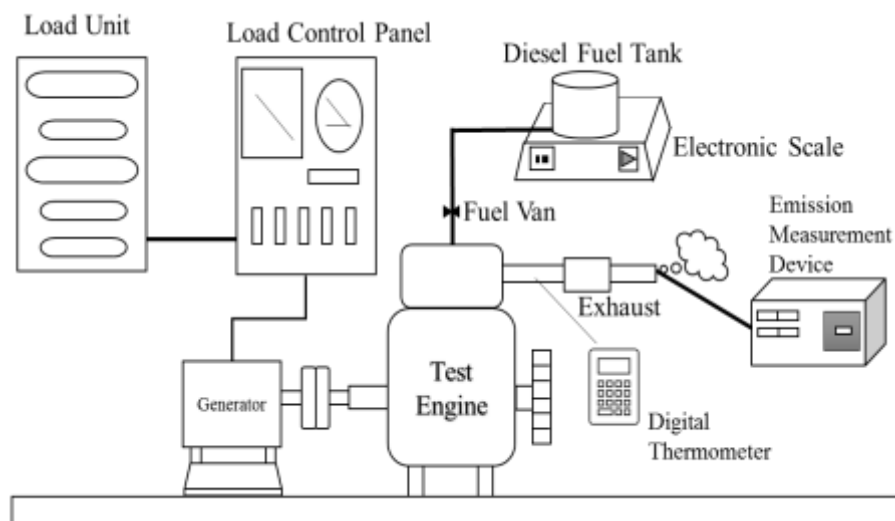 Load Unit
Load Control Panel
Diesel Fuel Tank
Electronic Scale
Fuel Van
Emission
Measurement
Device
Exhaust
Test
Engine
Generator
Digital
Thermometer